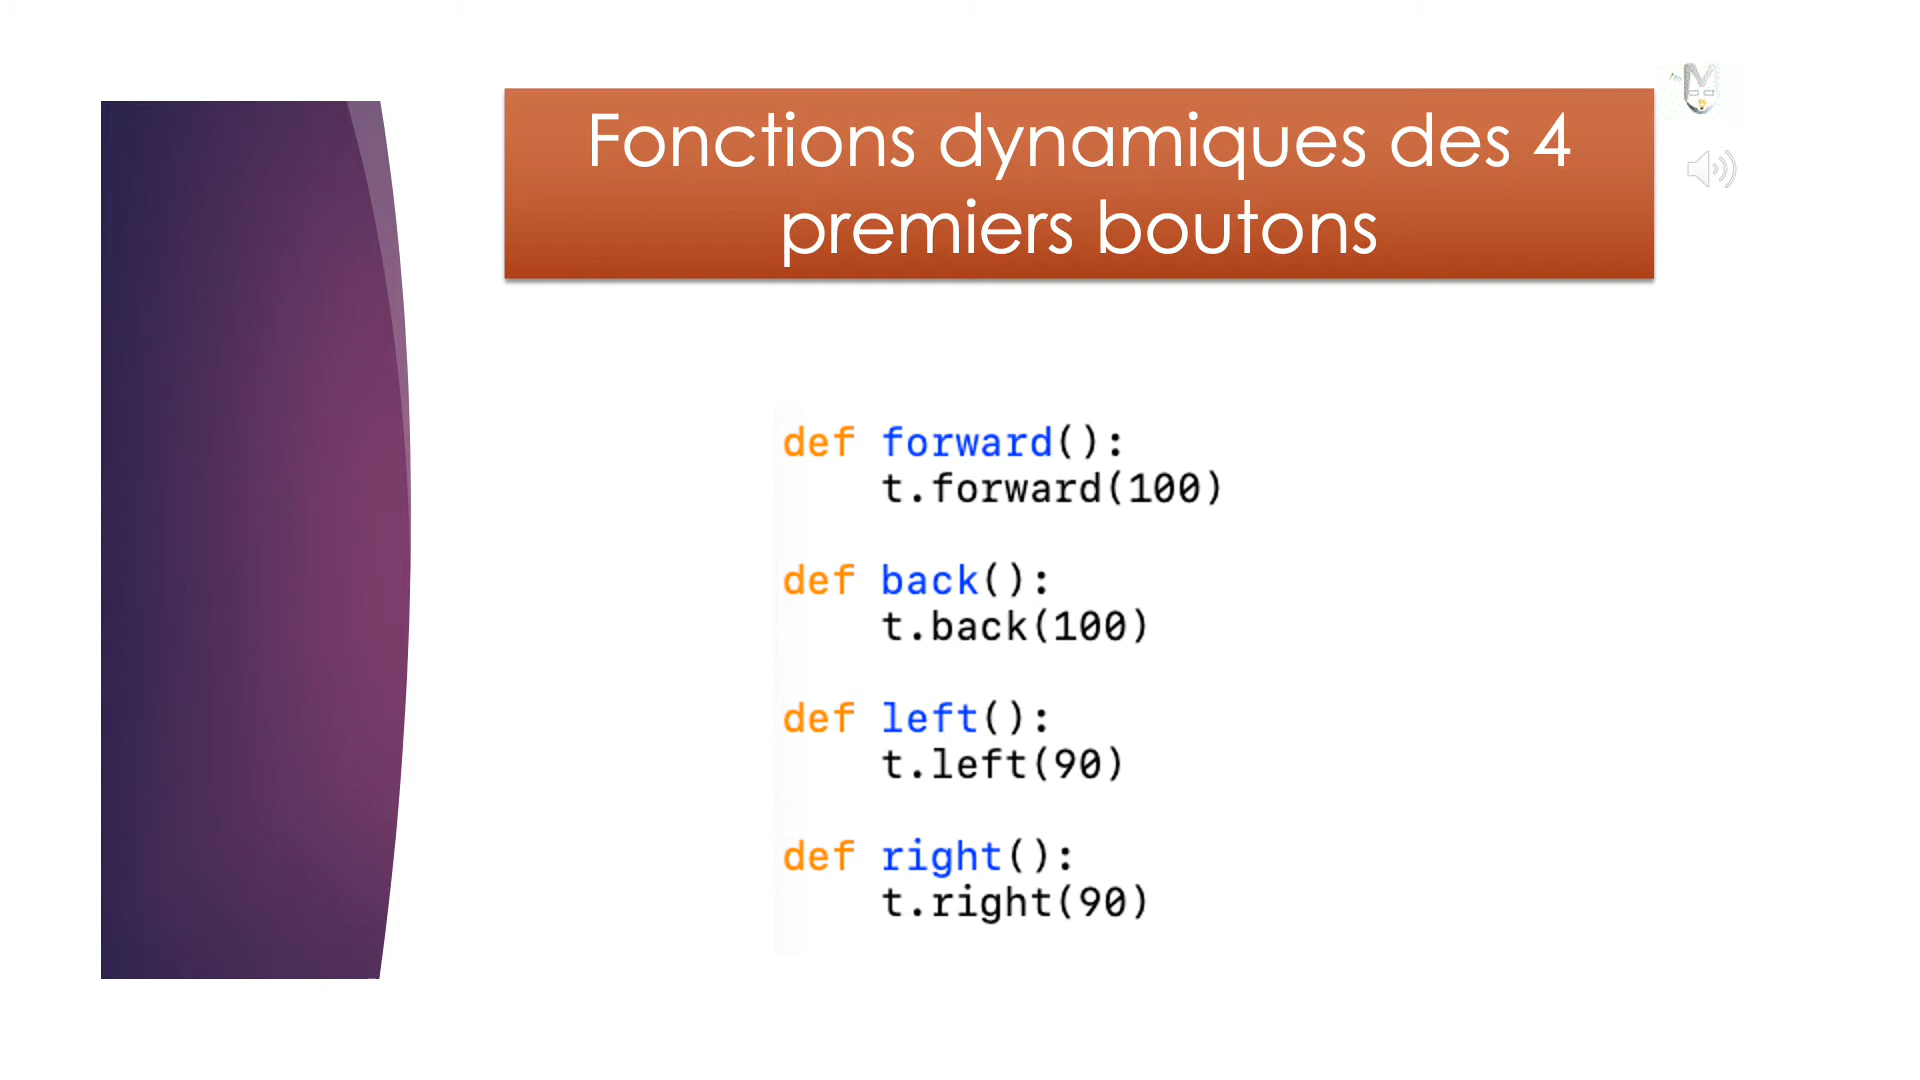 Fonctions dynamiques des 4
premiers boutons
def forward():
    t.forward(100)
def back():
    t.back(100)
def left():
    t.left(90)
def right():
    t.right(90)